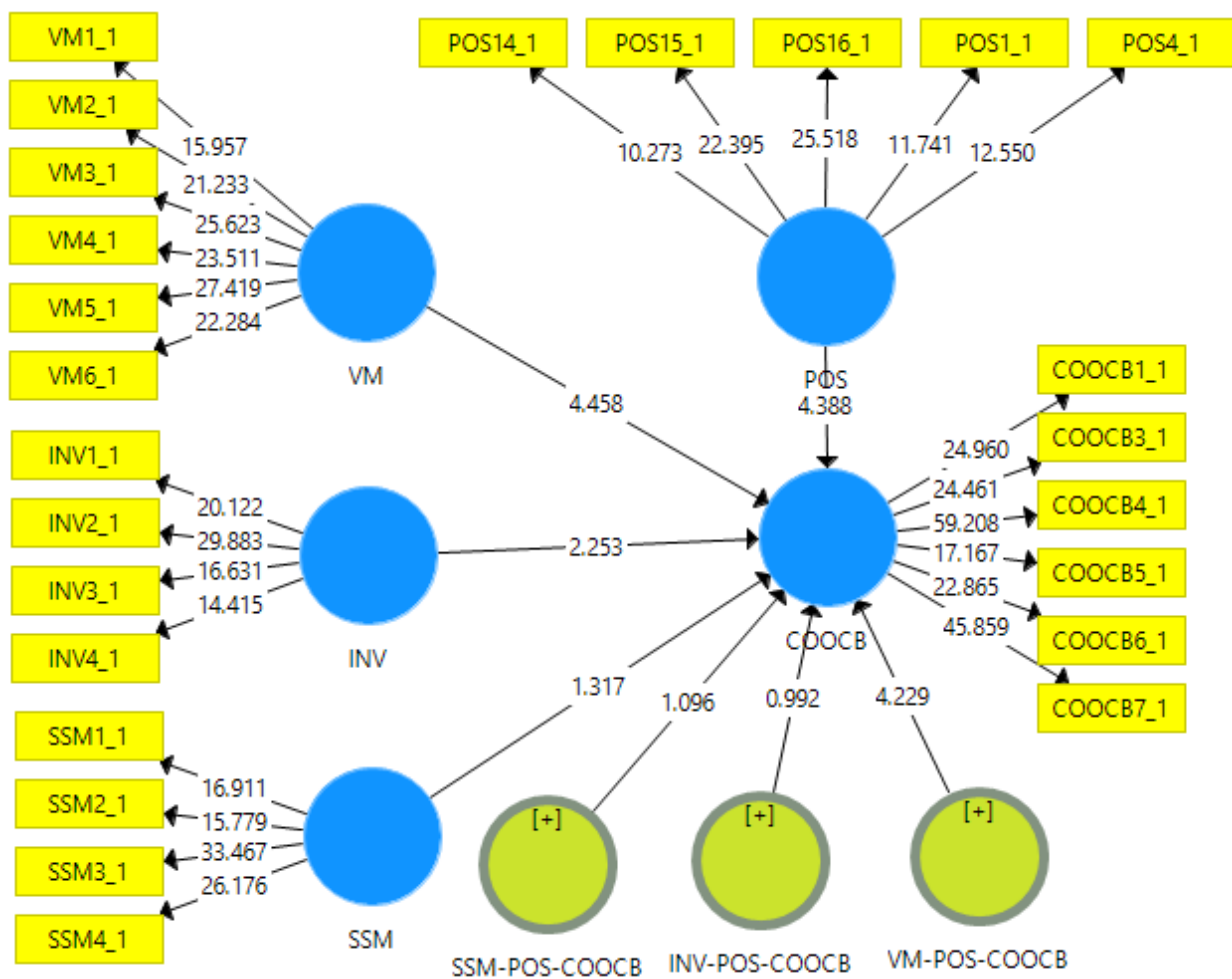 VM1_1
VM2_1
VM3_1
VM4_1
VM5_1
VM6_1
15.957
21.233
25.623
23.511
27.419
22.284
VM
POS14_1
POS15_1
POS16_1
POS1_1
POS4_1
10.273
22.395
25.518
11.741
12.550
POS
4.388
4.458
INV1_1
INV2_1
INV3_1
INV4_1
20.122
29.883
16.631
14.415
INV
2.253
COOCB
COOCB1_1
COOCB3_1
COOCB4_1
COOCB5_1
COOCB6_1
COOCB7_1
24.960
24.461
59.208
17.167
22.865
45.859
SSM1_1
SSM2_1
SSM3_1
SSM4_1
16.911
15.779
33.467
26.176
SSM
1.317
1.096
0.992
4.229
[+]
[+]
[+]
SSM-POS-COOCB
INV-POS-COOCB
VM-POS-COOCB